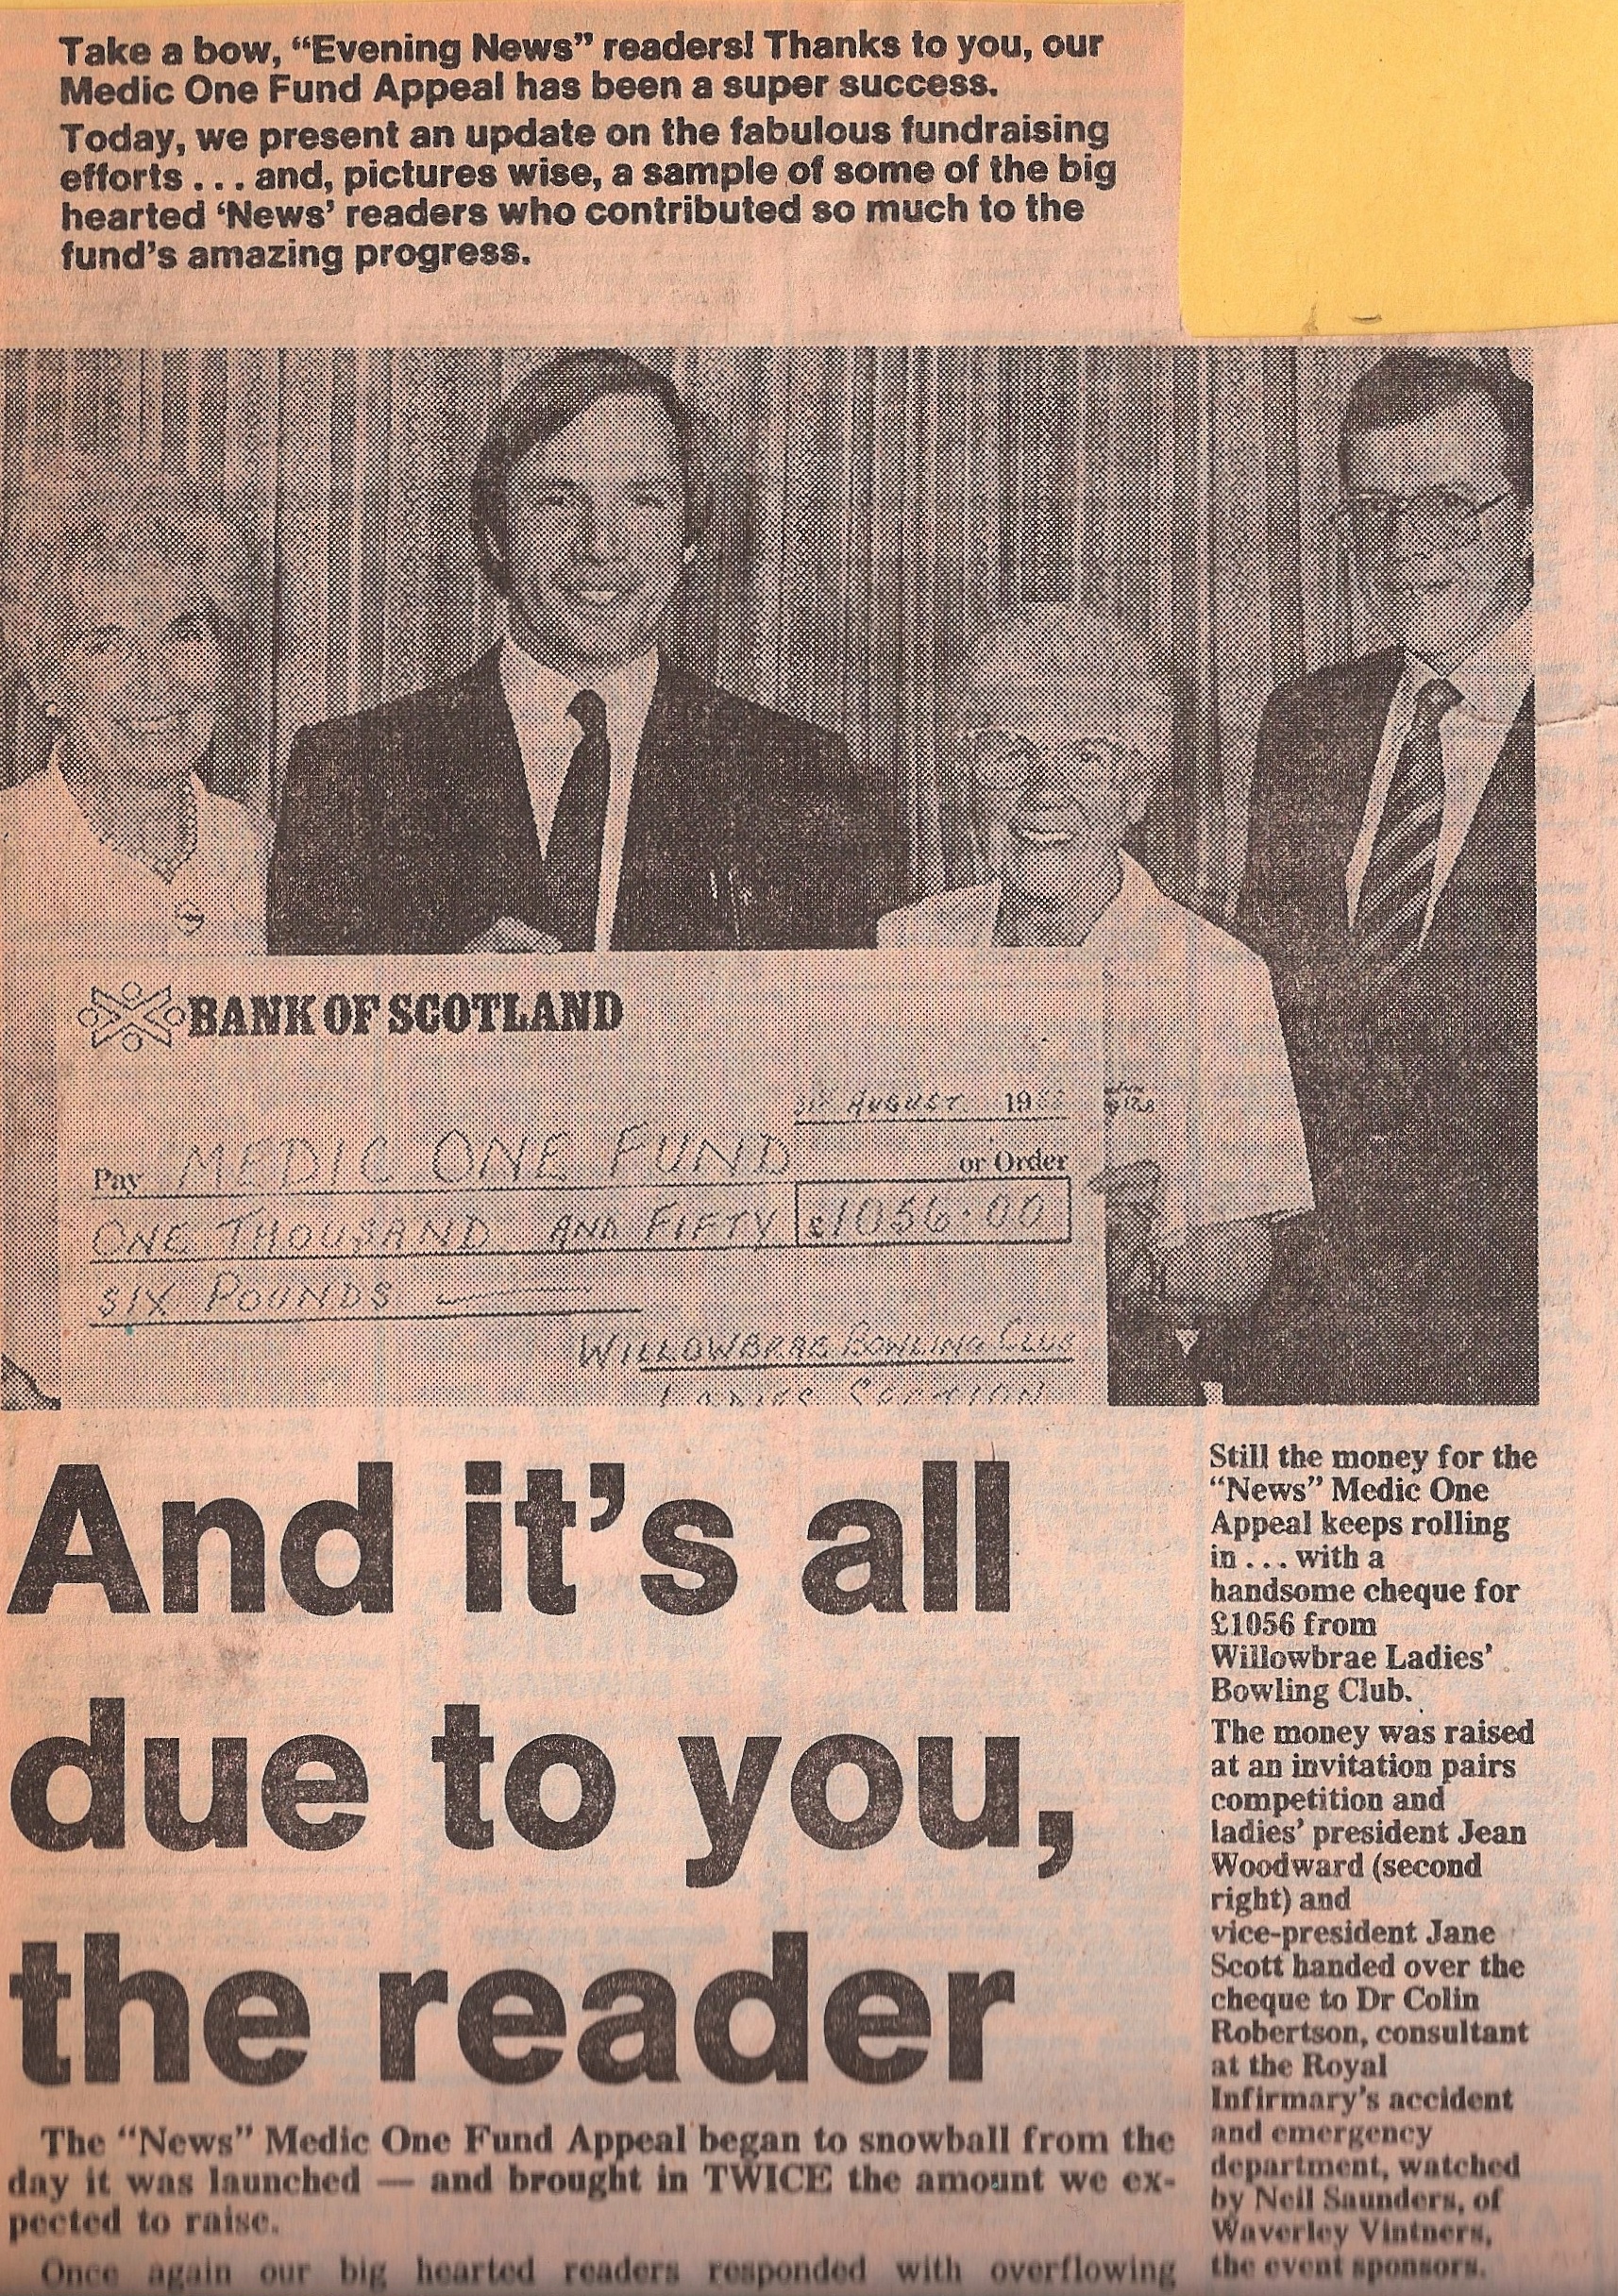 Take a bow, “Evening News” readers! Thanks to you, our
Medic One Fund Appeal has been a super success.
Today, we present an update on the fabulous fundraising
efforts . . . and, pictures wise, a sample of some of the big
hearted ‘News’ readers who contributed so much to the
fund’s amazing progress.
BANK OF SCOTLAND
AUGUST 19
Pay MEDIC ONE FUND or Order
ONE THOUSAND AND FIFTY £1056·00
SIX POUNDS
WILLOWBRAE BOWLING CLUB
LADIES SECTION
And it’s all
due to you,
the reader
The “News” Medic One Fund Appeal began to snowball from the
day it was launched — and brought in TWICE the amount we ex-
pected to raise.
Once again our big hearted readers responded with overflowing
Still the money for the
“News” Medic One
Appeal keeps rolling
in . . . with a
handsome cheque for
£1056 from
Willowbrae Ladies’
Bowling Club.
The money was raised
at an invitation pairs
competition and
ladies’ president Jean
Woodward (second
right) and
vice-president Jane
Scott handed over the
cheque to Dr Colin
Robertson, consultant
at the Royal
Infirmary’s accident
and emergency
department, watched
by Neil Saunders, of
Waverley Vintners,
the event sponsors.